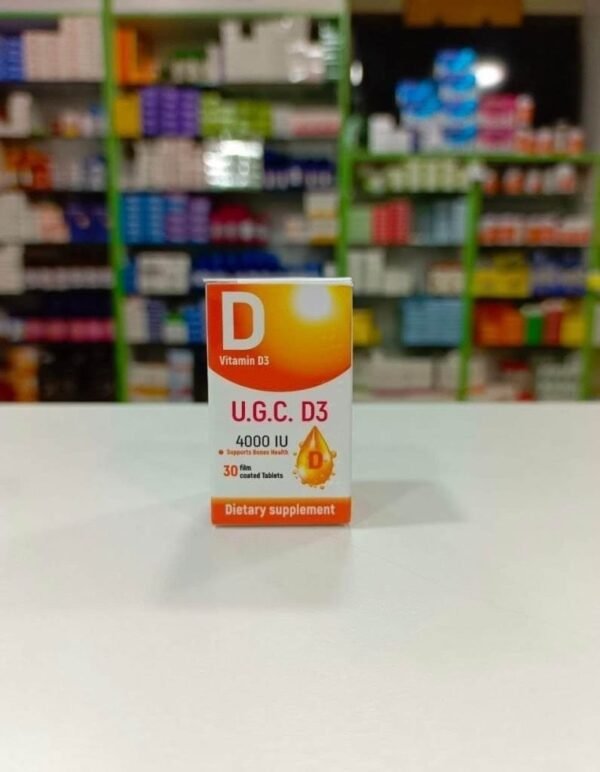 D
Vitamin D3
U.G.C. D3
4000 IU
Supports Bones Health
30 film
coated Tablets
D
Dietary supplement